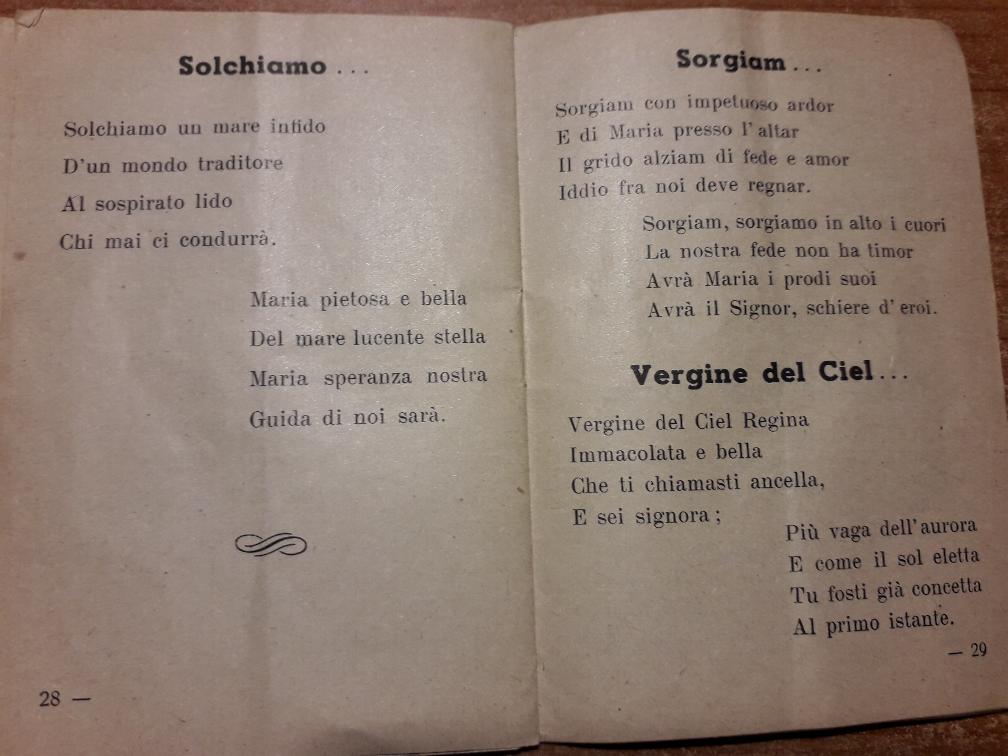 Solchiamo ...
Solchiamo un mare infido
D'un mondo traditore
Al sospirato lido
Chi mai ci condurrà.
Maria pietosa e bella
Del mare lucente stella
Maria speranza nostra
Guida di noi sarà.
28 —
Sorgiam ...
Sorgiam con impetuoso ardor
E di Maria presso l'altar
Il grido alziam di fede e amor
Iddio fra noi deve regnar.
Sorgiam, sorgiamo in alto i cuori
La nostra fede non ha timor
Avrà Maria i prodi suoi
Avrà il Signor, schiere d'eroi.
Vergine del Ciel ...
Vergine del Ciel Regina
Immacolata e bella
Che ti chiamasti ancella,
E sei signora ;
Più vaga dell'aurora
E come il sol eletta
Tu fosti già concetta
Al primo istante.
— 29